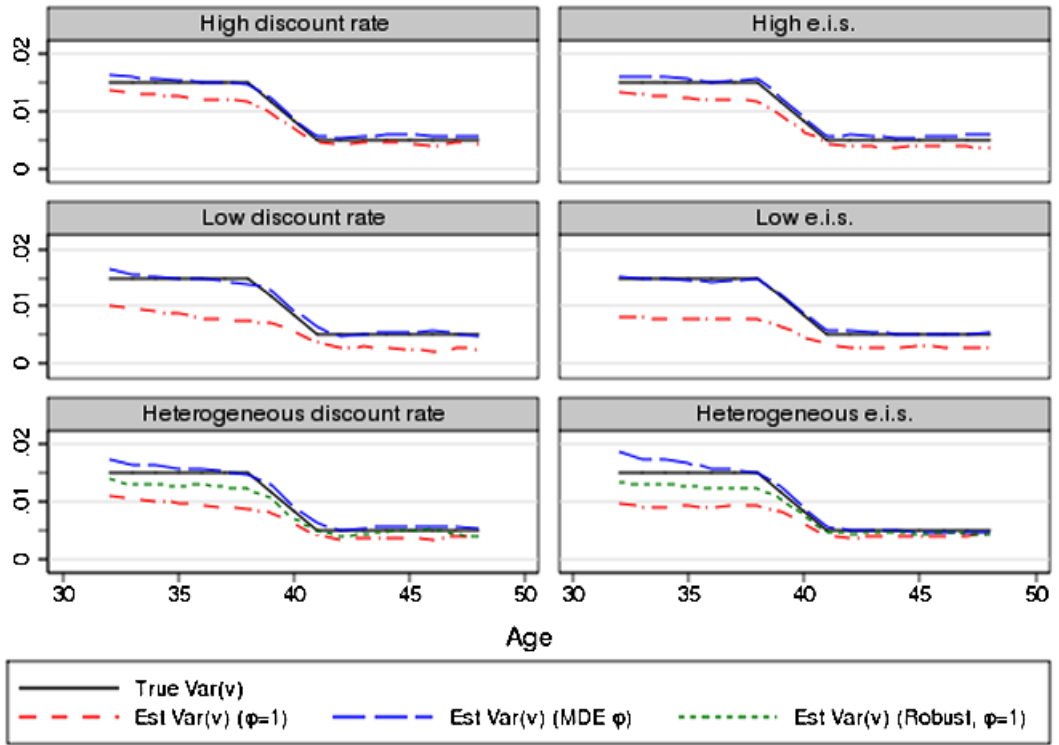 High discount rate
High e.i.s.
.02
.01
0
Low discount rate
Low e.i.s.
.02
.01
0
Heterogeneous discount rate
Heterogeneous e.i.s.
.02
.01
0
30 35 40 45 50
30 35 40 45 50
Age
True Var(v)
Est Var(v) (φ=1)
Est Var(v) (MDE φ)
Est Var(v) (Robust, φ=1)